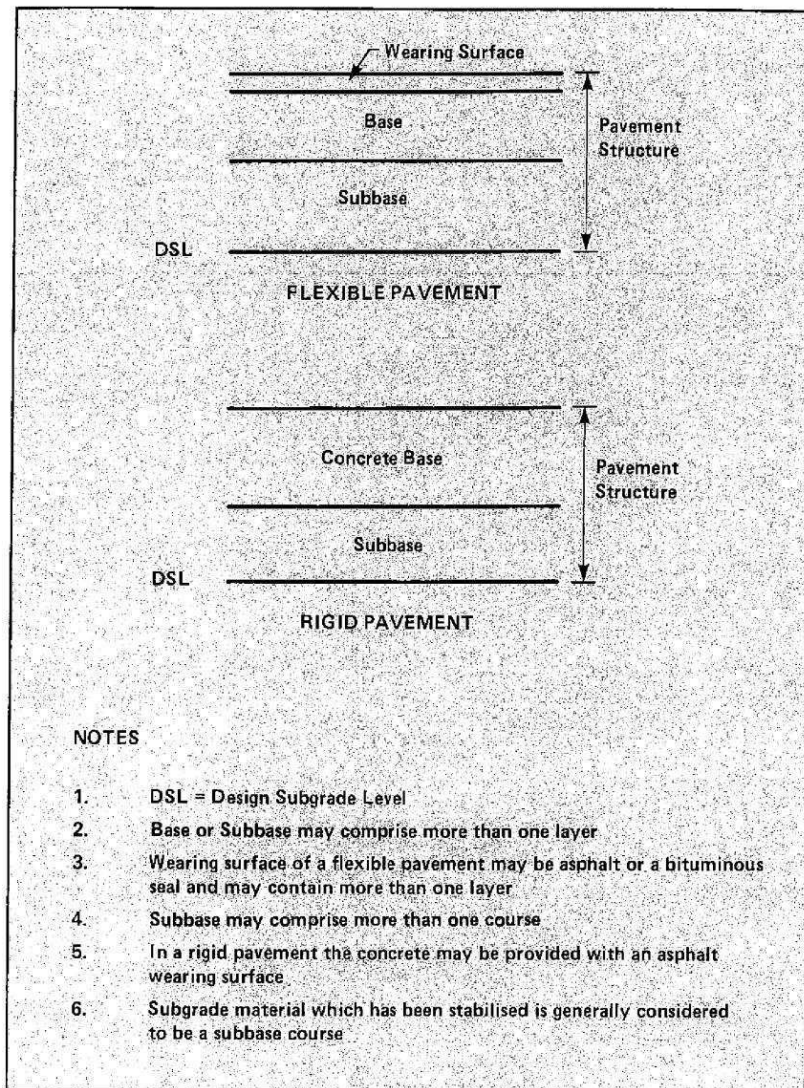 Wearing Surface
Base
Pavement
Structure
Subbase
DSL
FLEXIBLE PAVEMENT
Concrete Base
Pavement
Structure
Subbase
DSL
RIGID PAVEMENT
NOTES
1. DSL = Design Subgrade Level
2. Base or Subbase may comprise more than one layer
3. Wearing surface of a flexible pavement may be asphalt or a bituminous
seal and may contain more than one layer
4. Subbase may comprise more than one course
5. In a rigid pavement the concrete may be provided with an asphalt
wearing surface
6. Subgrade material which has been stabilised is generally considered
to be a subbase course